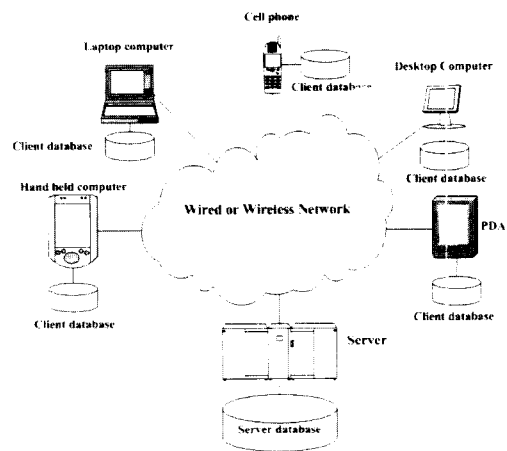 Cell phone
Laptop computer
Desktop Computer
Client database
Client database
Client database
Hand held computer
Wired or Wireless Network
PDA
Client database
Client database
Server
Server database